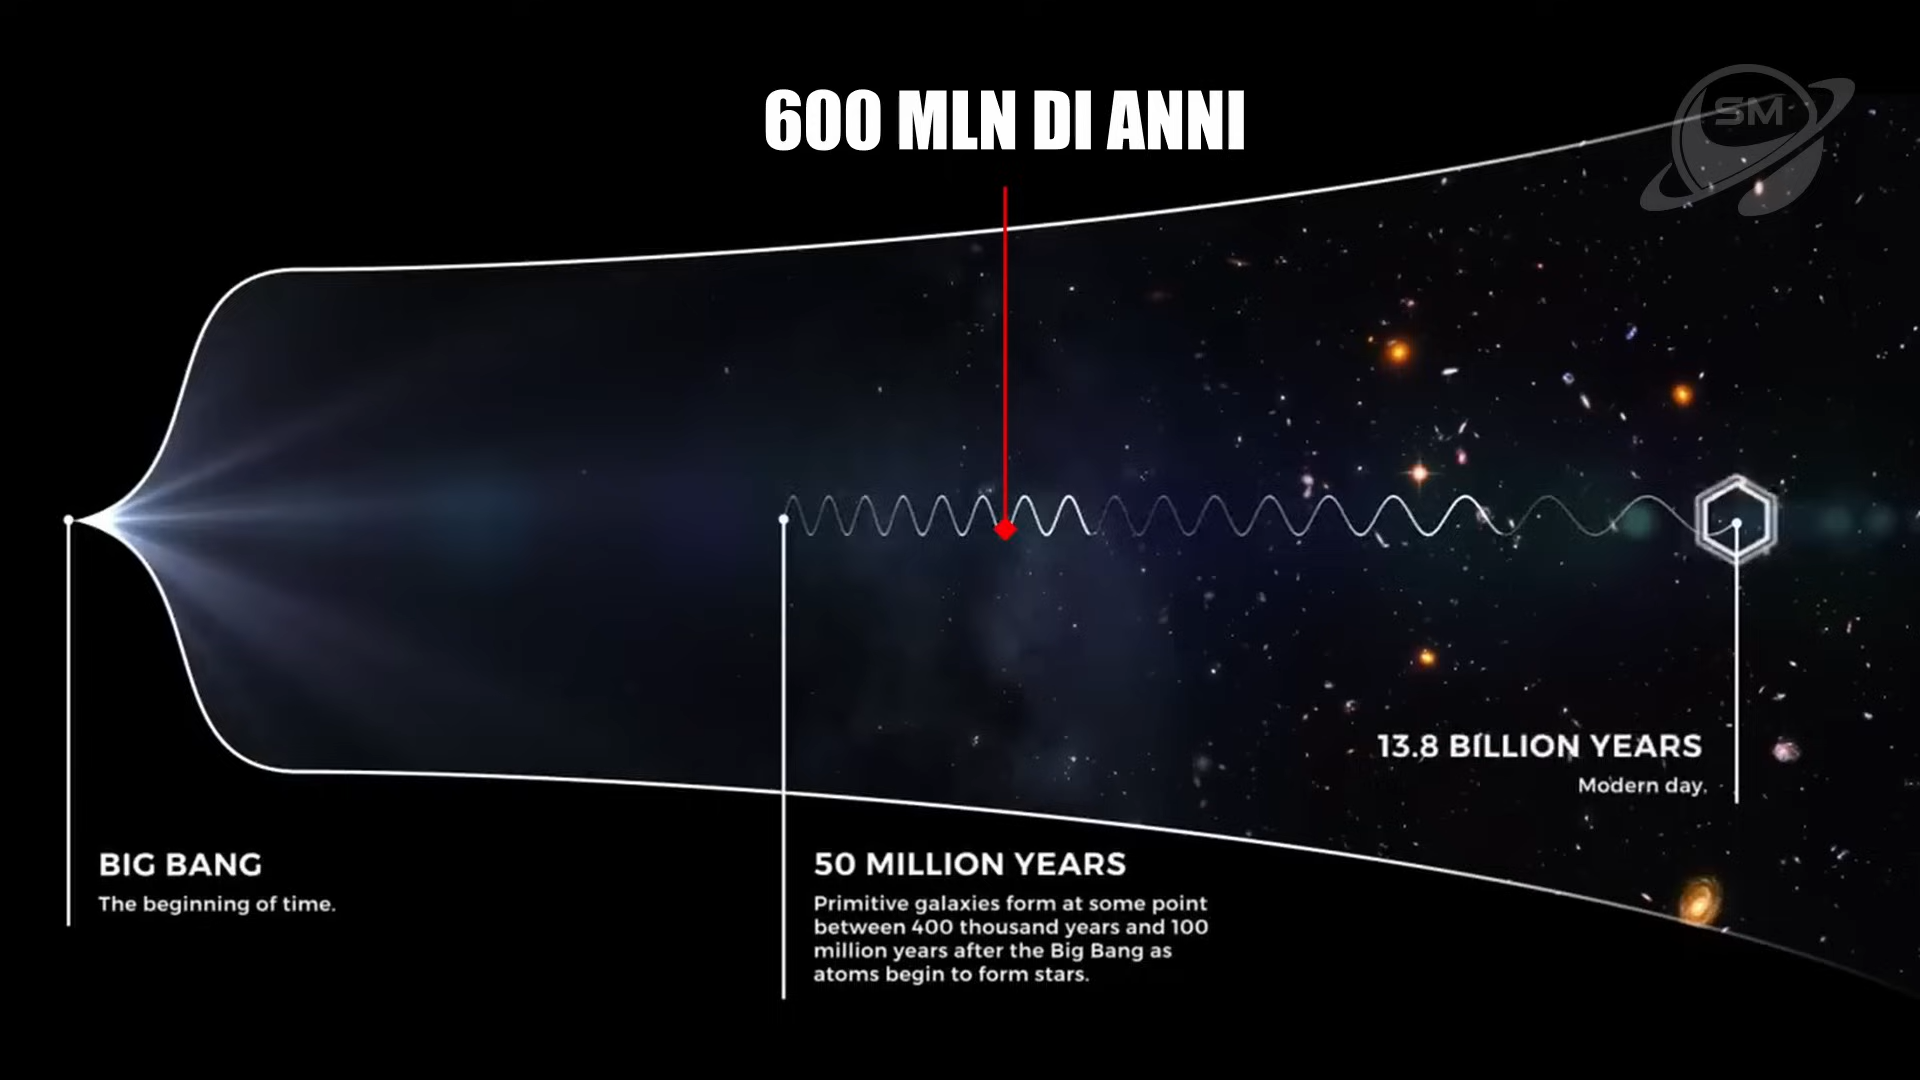 600 MLN DI ANNI
SM
13.8 BILLION YEARS
Modern day.
BIG BANG
The beginning of time.
50 MILLION YEARS
Primitive galaxies form at some point
between 400 thousand years and 100
million years after the Big Bang as
atoms begin to form stars.